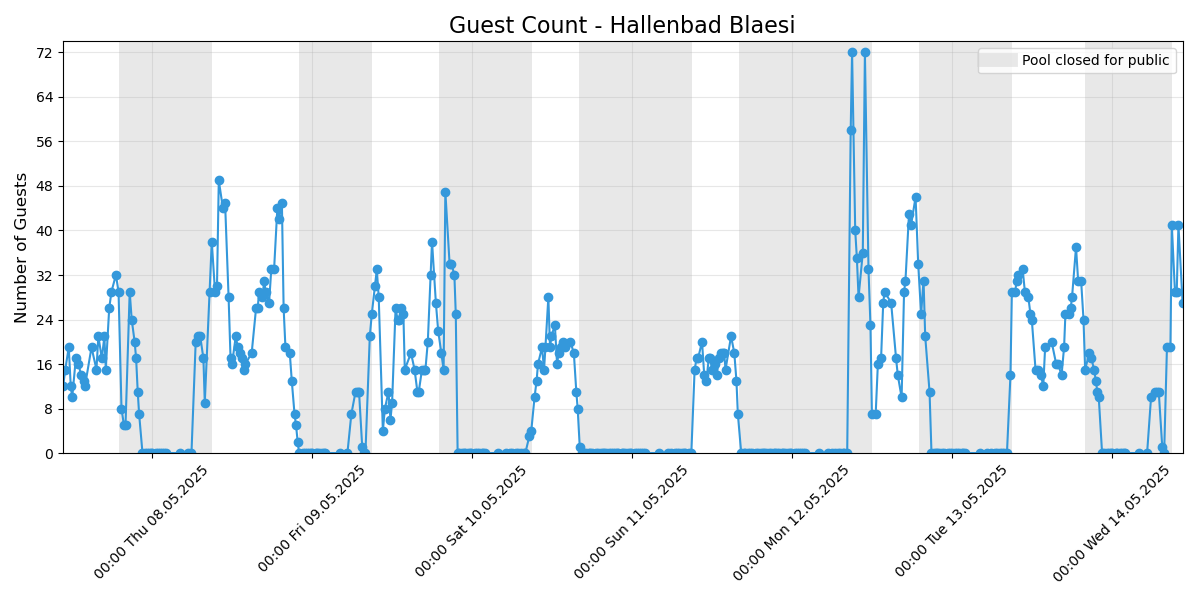 Guest Count - Hallenbad Blaesi
Pool closed for public
Number of Guests
72
64
56
48
40
32
24
16
8
0
00:00 Thu 08.05.2025
00:00 Fri 09.05.2025
00:00 Sat 10.05.2025
00:00 Sun 11.05.2025
00:00 Mon 12.05.2025
00:00 Tue 13.05.2025
00:00 Wed 14.05.2025